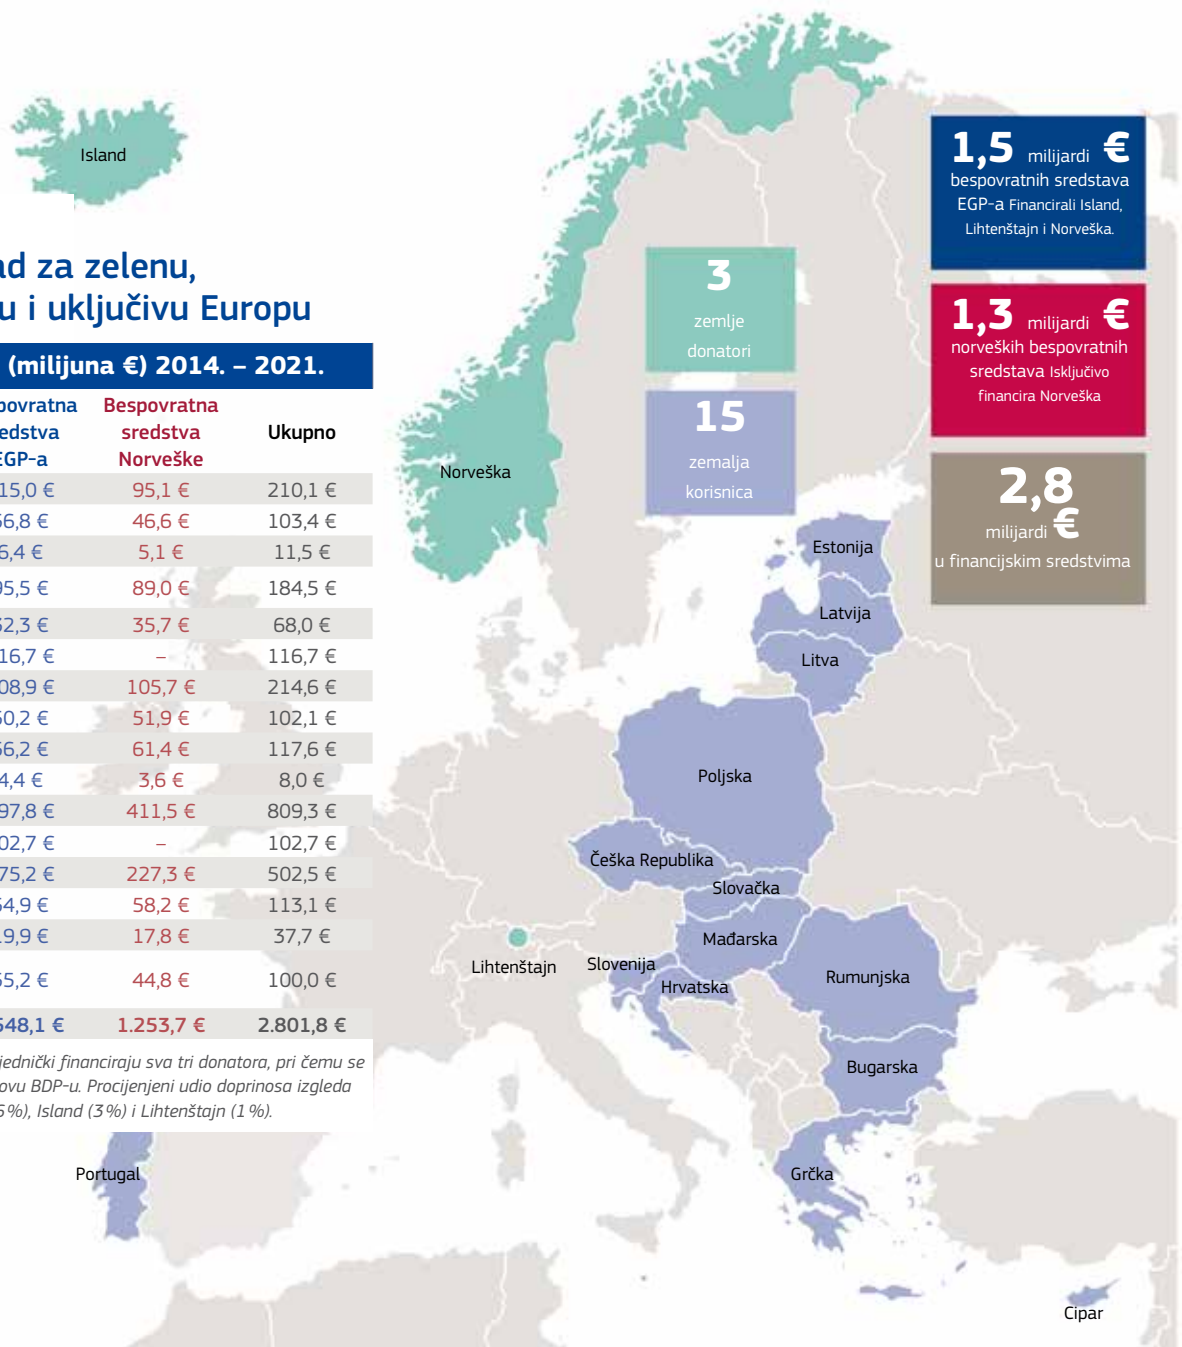 Island
ad za zelenu,
u i uključivu Europu
(milijuna €) 2014. – 2021.
povratna
edstva
EGP-a
Bespovratna
sredstva
Norveške
Ukupno
15,0 € 95,1 € 210,1 €
56,8 € 46,6 € 103,4 €
6,4 € 5,1 € 11,5 €
95,5 € 89,0 € 184,5 €
32,3 € 35,7 € 68,0 €
16,7 € – 116,7 €
08,9 € 105,7 € 214,6 €
50,2 € 51,9 € 102,1 €
56,2 € 61,4 € 117,6 €
4,4 € 3,6 € 8,0 €
97,8 € 411,5 € 809,3 €
02,7 € – 102,7 €
75,2 € 227,3 € 502,5 €
54,9 € 58,2 € 113,1 €
19,9 € 17,8 € 37,7 €
55,2 € 44,8 € 100,0 €
548,1 € 1.253,7 € 2.801,8 €
jednički financiraju sva tri donatora, pri čemu se
ovu BDP-u. Procijenjeni udio doprinosa izgleda
6%), Island (3%) i Lihtenštajn (1%).
3
zemlje
donatori
15
zemalja
korisnica
1,5 milijardi €
bespovratnih sredstava
EGP-a Financirali Island,
Lihtenštajn i Norveška.
1,3 milijardi €
norveških bespovratnih
sredstava Isključivo
financira Norveška
2,8
milijardi €
u financijskim sredstvima
Norveška
Estonija
Latvija
Litva
Poljska
Češka Republika
Slovačka
Mađarska
Lihtenštajn
Slovenija
Hrvatska
Rumunjska
Bugarska
Portugal
Grčka
Cipar